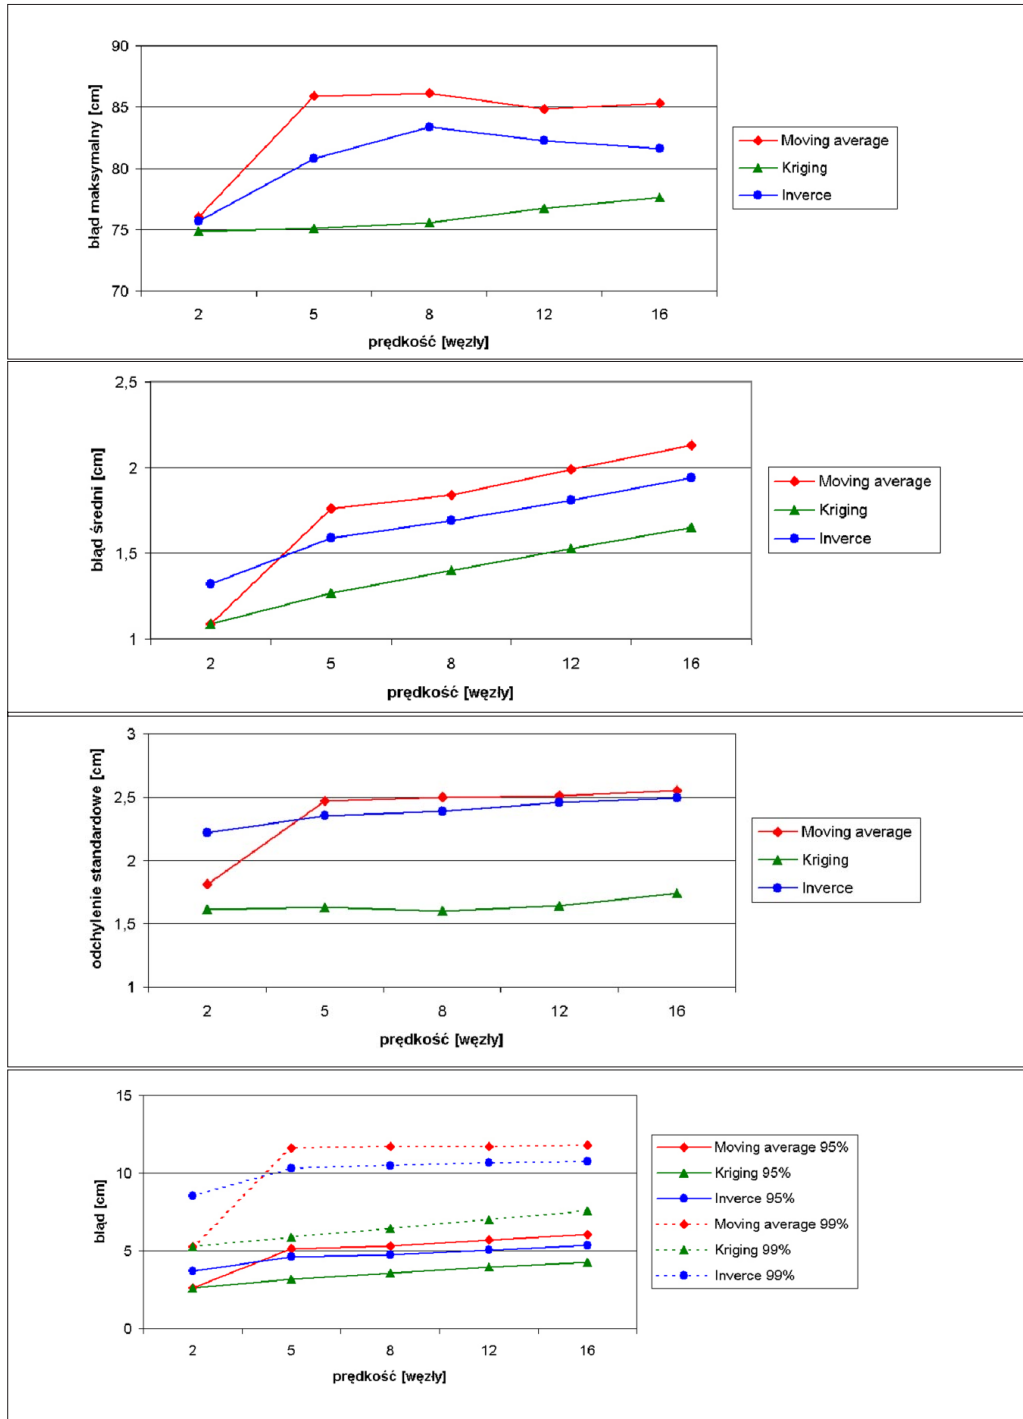 90
85
80
75
70
błąd maksymalny [cm]
2 5 8 12 16
prędkość [węzły]
Moving average
Kriging
Inverce
2,5
2
1,5
1
błąd średni [cm]
2 5 8 12 16
prędkość [węzły]
Moving average
Kriging
Inverce
3
2,5
2
1,5
1
odchylenie standardowe [cm]
2 5 8 12 16
prędkość [węzły]
Moving average
Kriging
Inverce
15
10
5
0
błąd [cm]
2 5 8 12 16
prędkość [węzły]
Moving average 95%
Kriging 95%
Inverce 95%
Moving average 99%
Kriging 99%
Inverce 99%